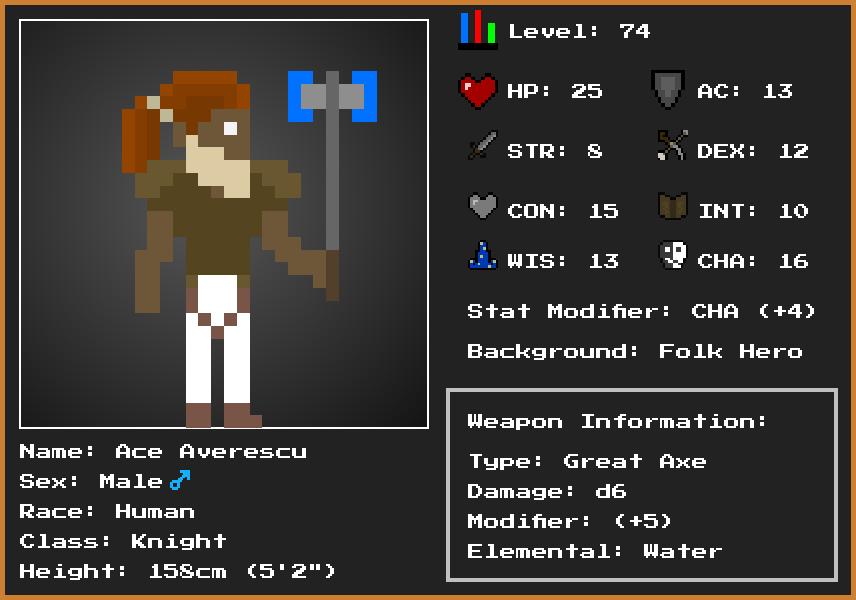 Level: 74
HP: 25 AC: 13
STR: 8 DEX: 12
CON: 15 INT: 10
WIS: 13 CHA: 16
Stat Modifier: CHA (+4)
Background: Folk Hero
Name: Ace Averescu
Sex: Male♂
Race: Human
Class: Knight
Height: 158cm (5'2")
Weapon Information:
Type: Great Axe
Damage: d6
Modifier: (+5)
Elemental: Water